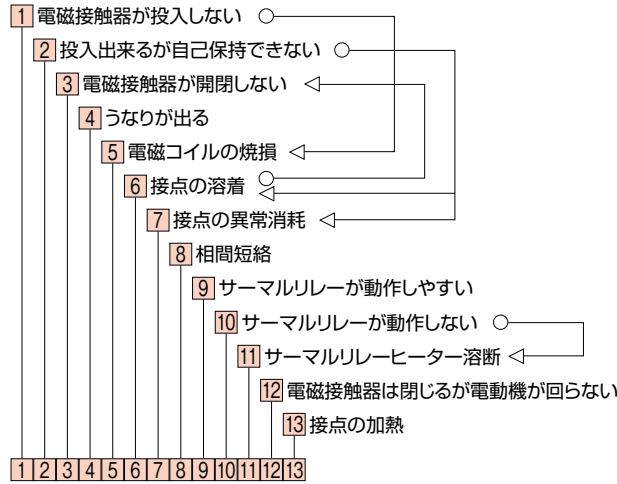 1 電磁接触器が投入しない
2 投入出来るが自己保持できない
3 電磁接触器が開閉しない
4 うなりが出る
5 電磁コイルの焼損
6 接点の溶着
7 接点の異常消耗
8 相間短絡
9 サーマルリレーが動作しやすい
10 サーマルリレーが動作しない
11 サーマルリレーヒーター溶断
12 電磁接触器は閉じるが電動機が回らない
13 接点の加熱
1 2 3 4 5 6 7 8 9 10 11 12 13